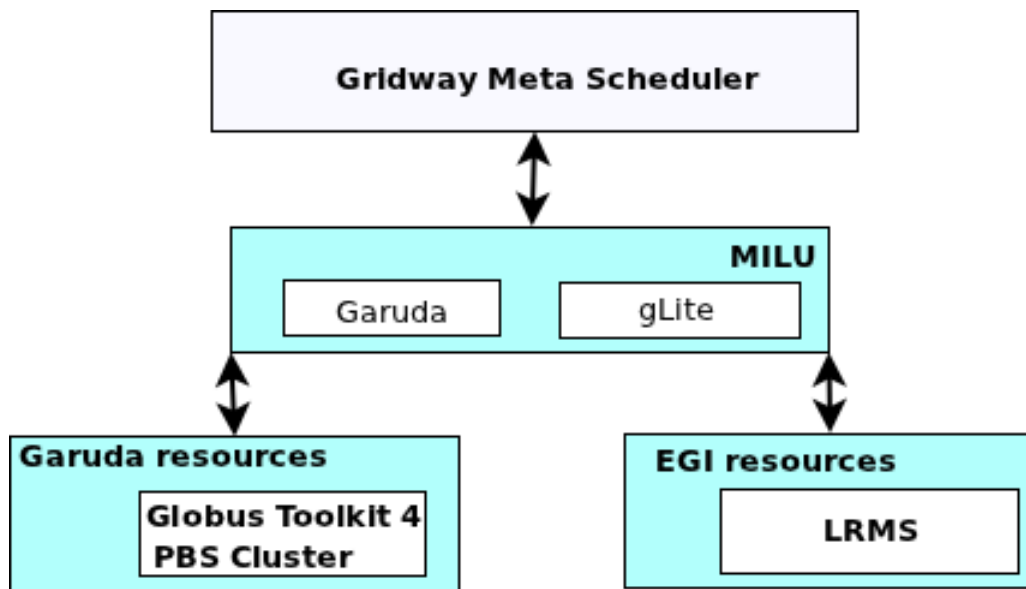 Gridway Meta Scheduler
MILU
Garuda
gLite
Garuda resources
EGI resources
Globus Toolkit 4
PBS Cluster
LRMS